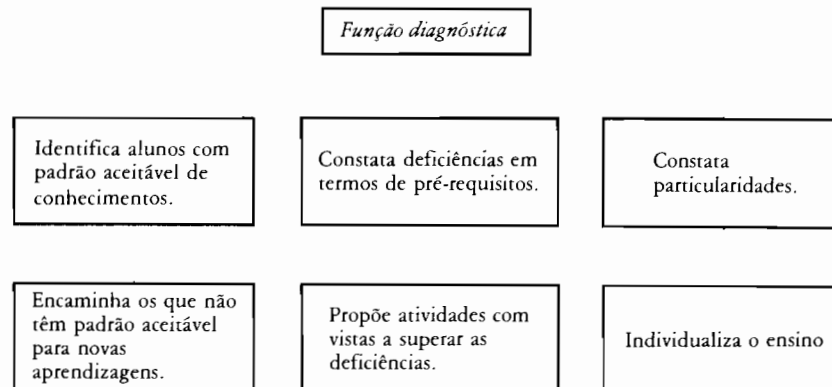 Função diagnóstica
Identifica alunos com
padrão aceitável de
conhecimentos.
Constata deficiências em
termos de pré-requisitos.
Constata
particularidades.
Encaminha os que não
têm padrão aceitável
para novas
aprendizagens.
Propõe atividades com
vistas a superar as
deficiências.
Individualiza o ensino